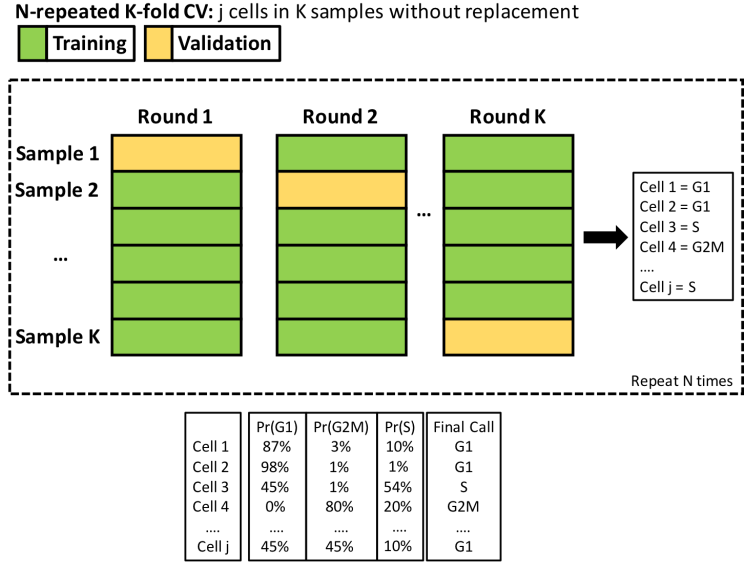 N-repeated K-fold CV: j cells in K samples without replacement
Training Validation
Round 1 Round 2 Round K
Sample 1
Sample 2
...
...
Sample K
Cell 1 = G1
Cell 2 = G1
Cell 3 = S
Cell 4 = G2M
....
Cell j = S
Repeat N times
Pr(G1) Pr(G2M) Pr(S) Final Call
Cell 1 87% 3% 10% G1
Cell 2 98% 1% 1% G1
Cell 3 45% 1% 54% S
Cell 4 0% 80% 20% G2M
.... .... .... .... ....
Cell j 45% 45% 10% G1